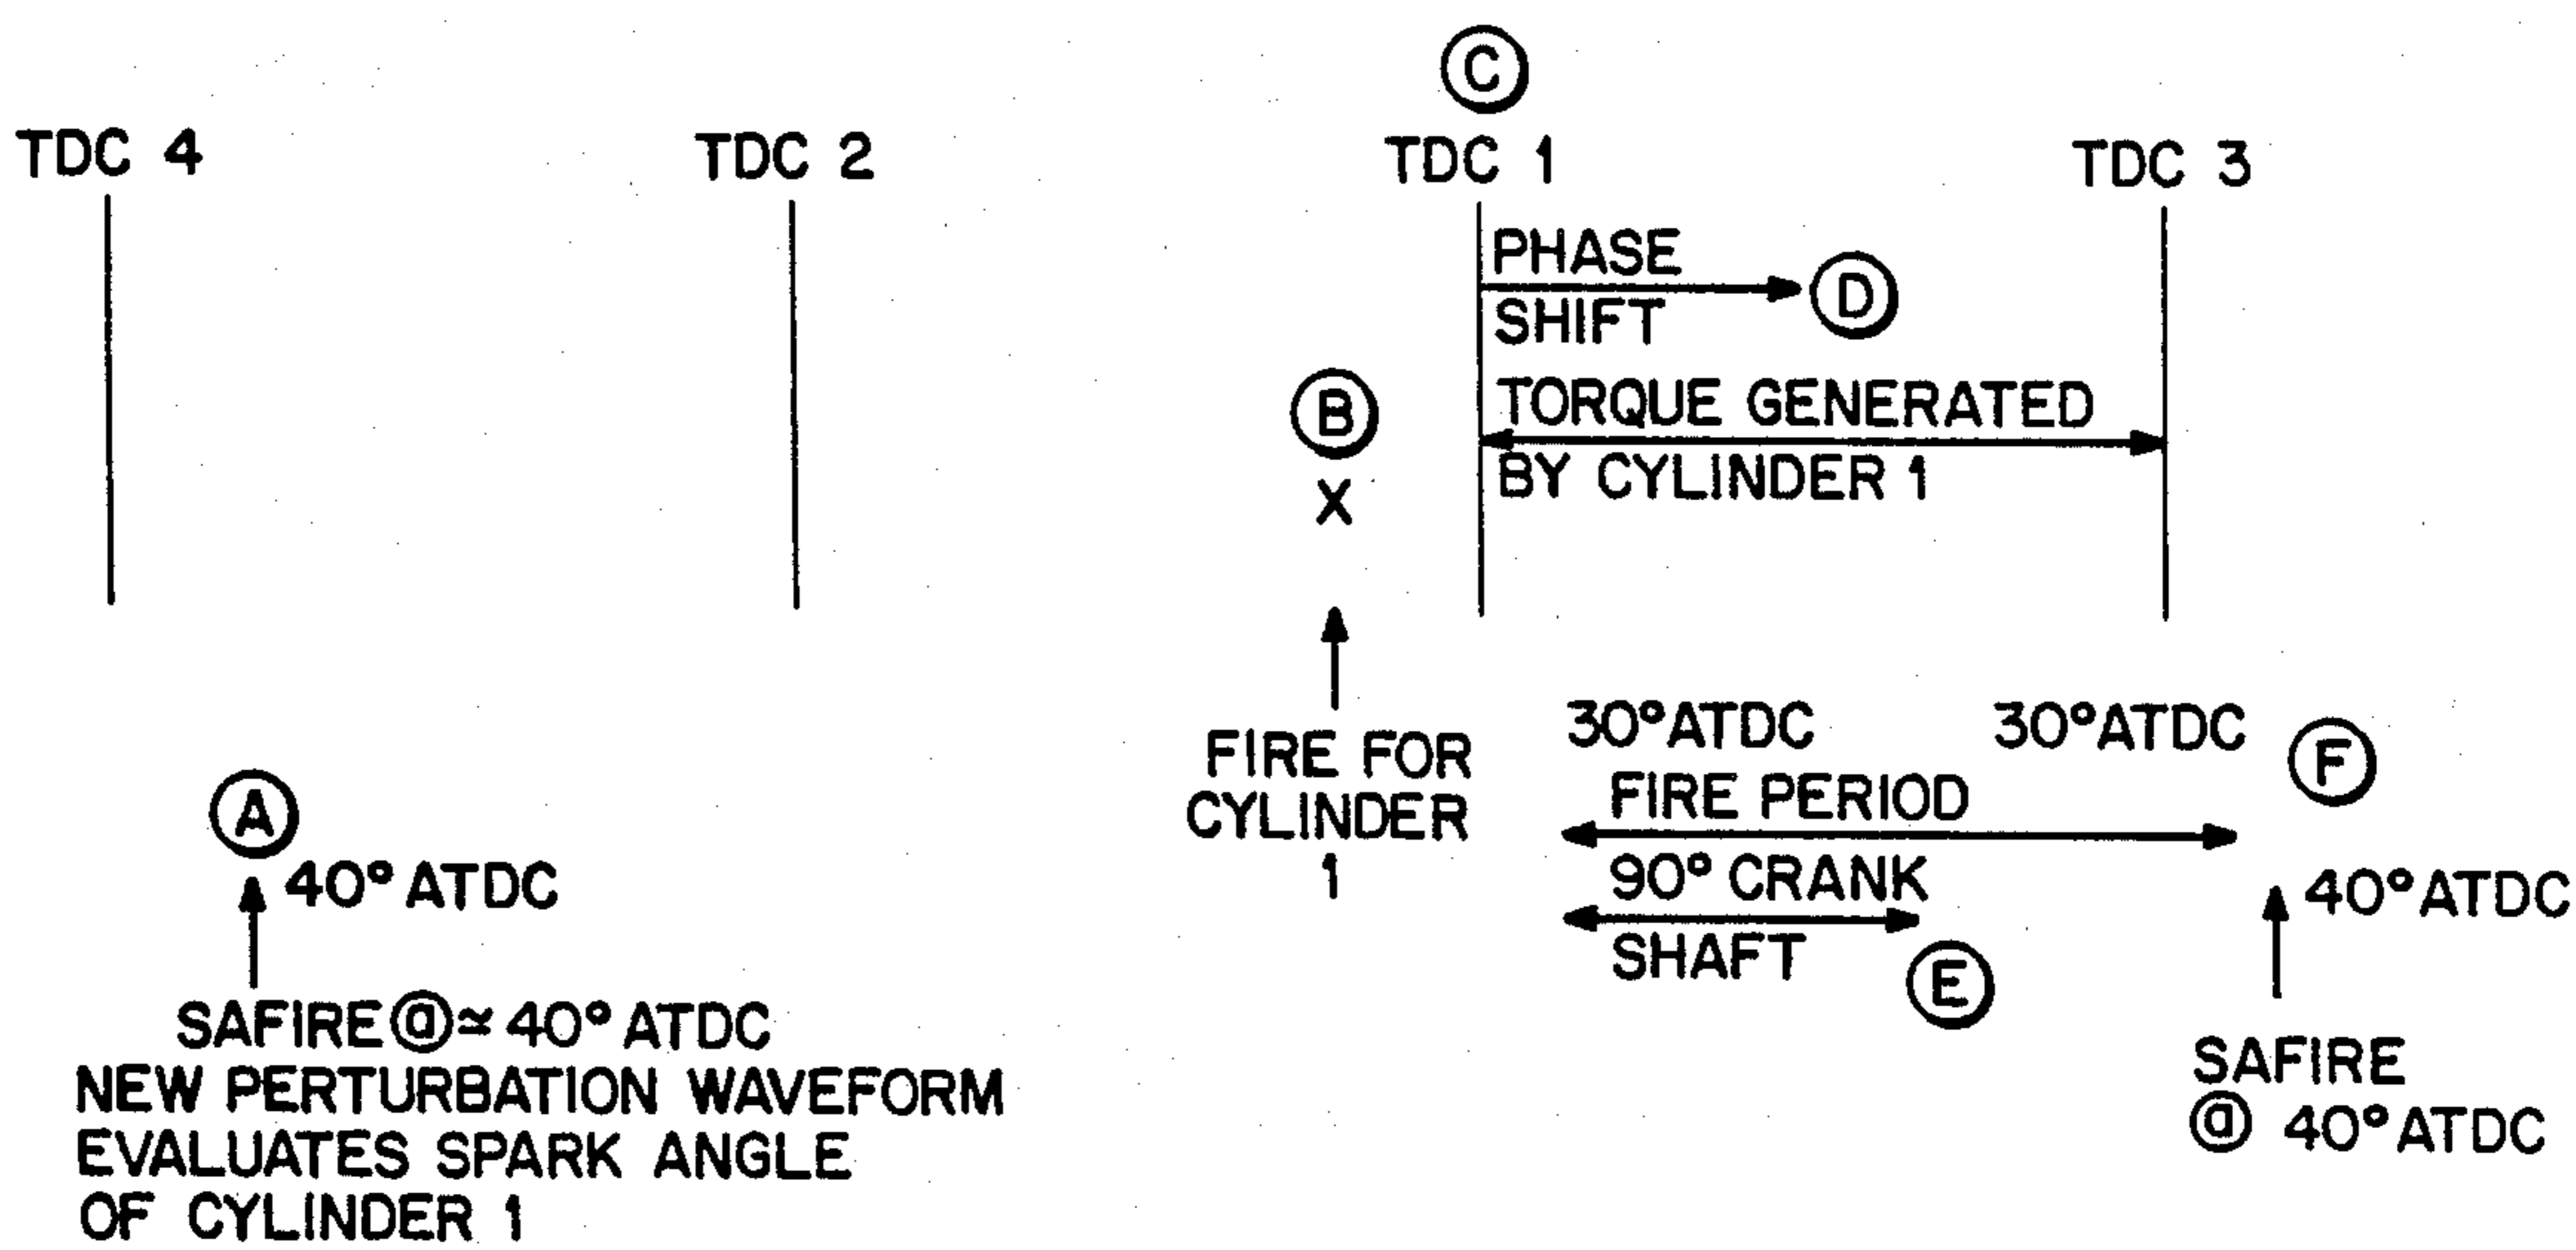 C
TDC 4
TDC 2
TDC 1
TDC 3
PHASE
SHIFT
D
B
TORQUE GENERATED
BY CYLINDER 1
X
FIRE FOR
CYLINDER
1
30° ATDC
30° ATDC
F
FIRE PERIOD
90° CRANK
SHAFT
E
A
40° ATDC
40° ATDC
SAFIRE @ ≃ 40° ATDC
NEW PERTURBATION WAVEFORM
EVALUATES SPARK ANGLE
OF CYLINDER 1
SAFIRE
@ 40° ATDC